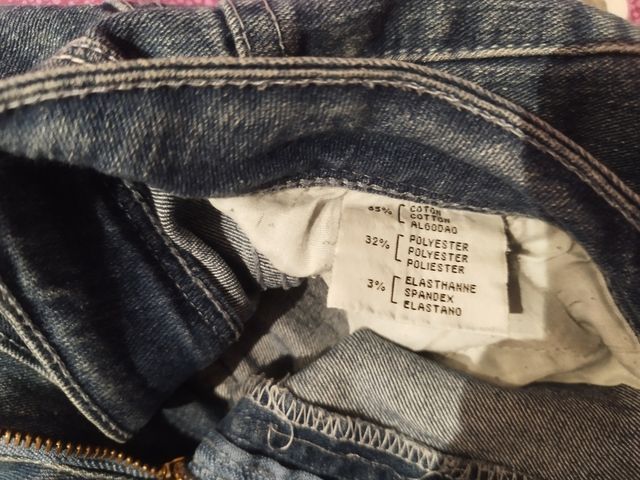 65% COTON
COTTON
ALGODAO
32% POLYESTER
POLYESTER
POLIESTER
3% ELASTHANNE
SPANDEX
ELASTANO